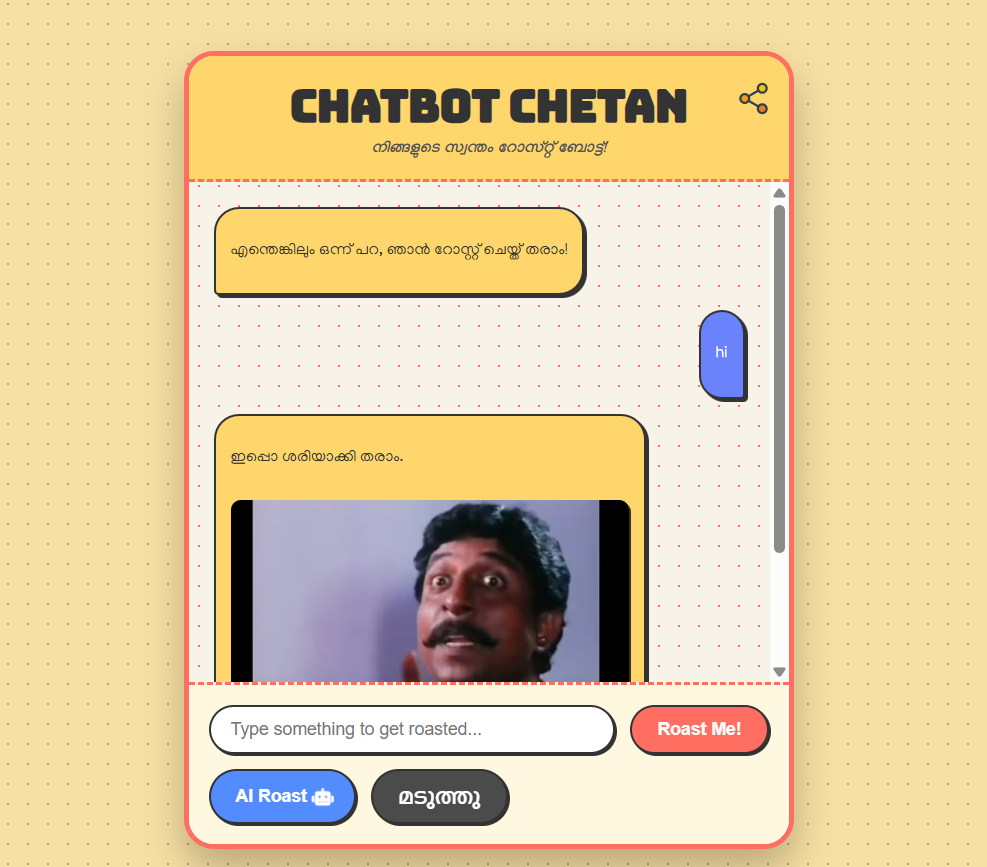 CHATBOT CHETAN
നിങ്ങളുടെ സ്വന്തം റോസ്റ്റ് ബോട്ട്!
എന്തെങ്കിലും ഒന്ന് പറ, ഞാൻ റോസ്റ്റ് ചെയ്ത് തരാം!
hi
ഇപ്പൊ ശരിയാക്കി തരാം.
Type something to get roasted...
Roast Me!
AI Roast
മടുത്തു